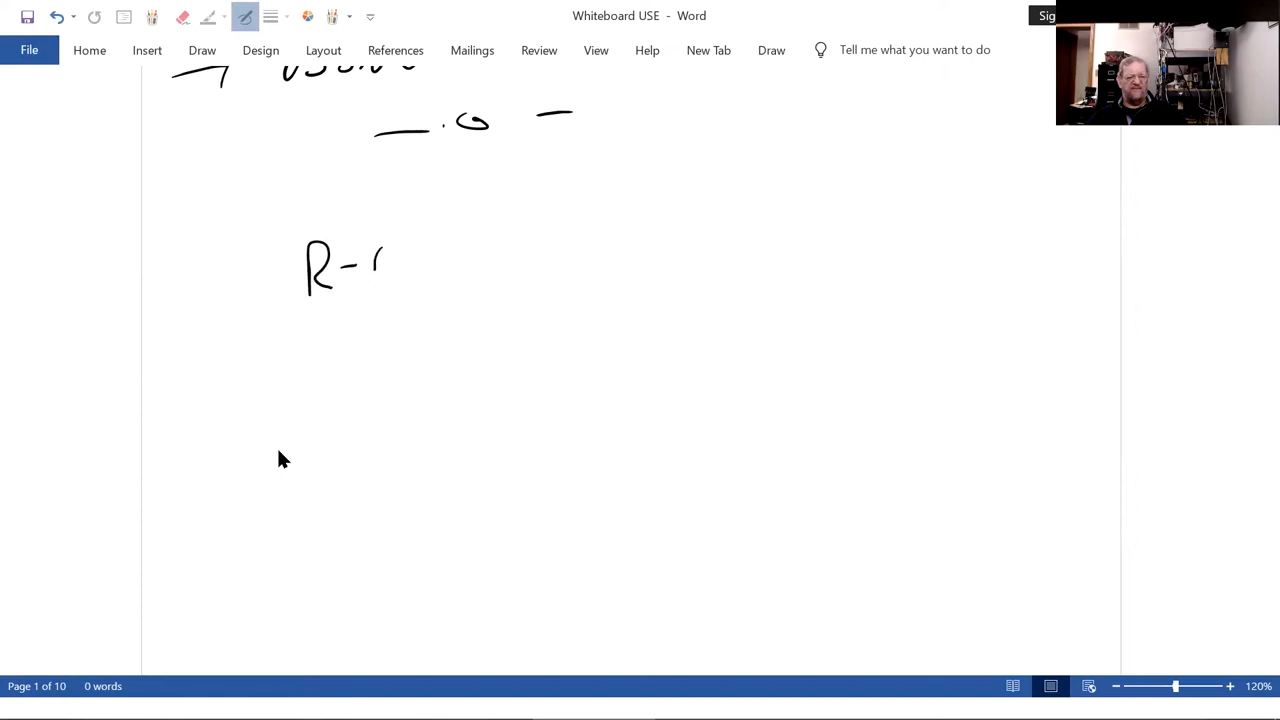 Whiteboard USE - Word
Sig
File Home Insert Draw Design Layout References Mailings Review View Help New Tab Draw Tell me what you want to do
R-
Page 1 of 10 0 words 120%